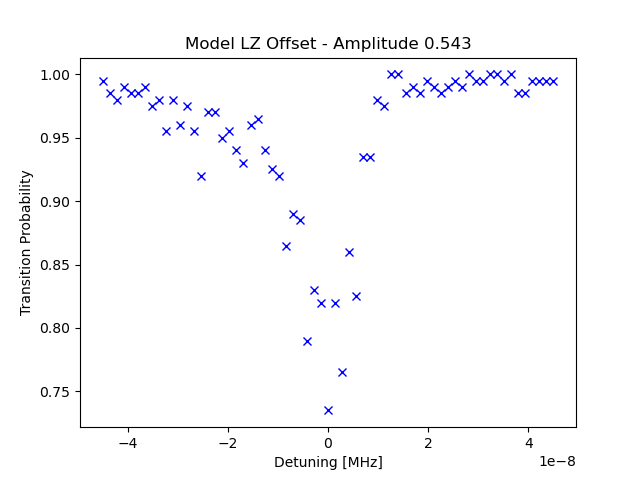 Model LZ Offset - Amplitude 0.543
Transition Probability
1.00
0.95
0.90
0.85
0.80
0.75
−4
−2
0
2
4
1e−8
Detuning [MHz]